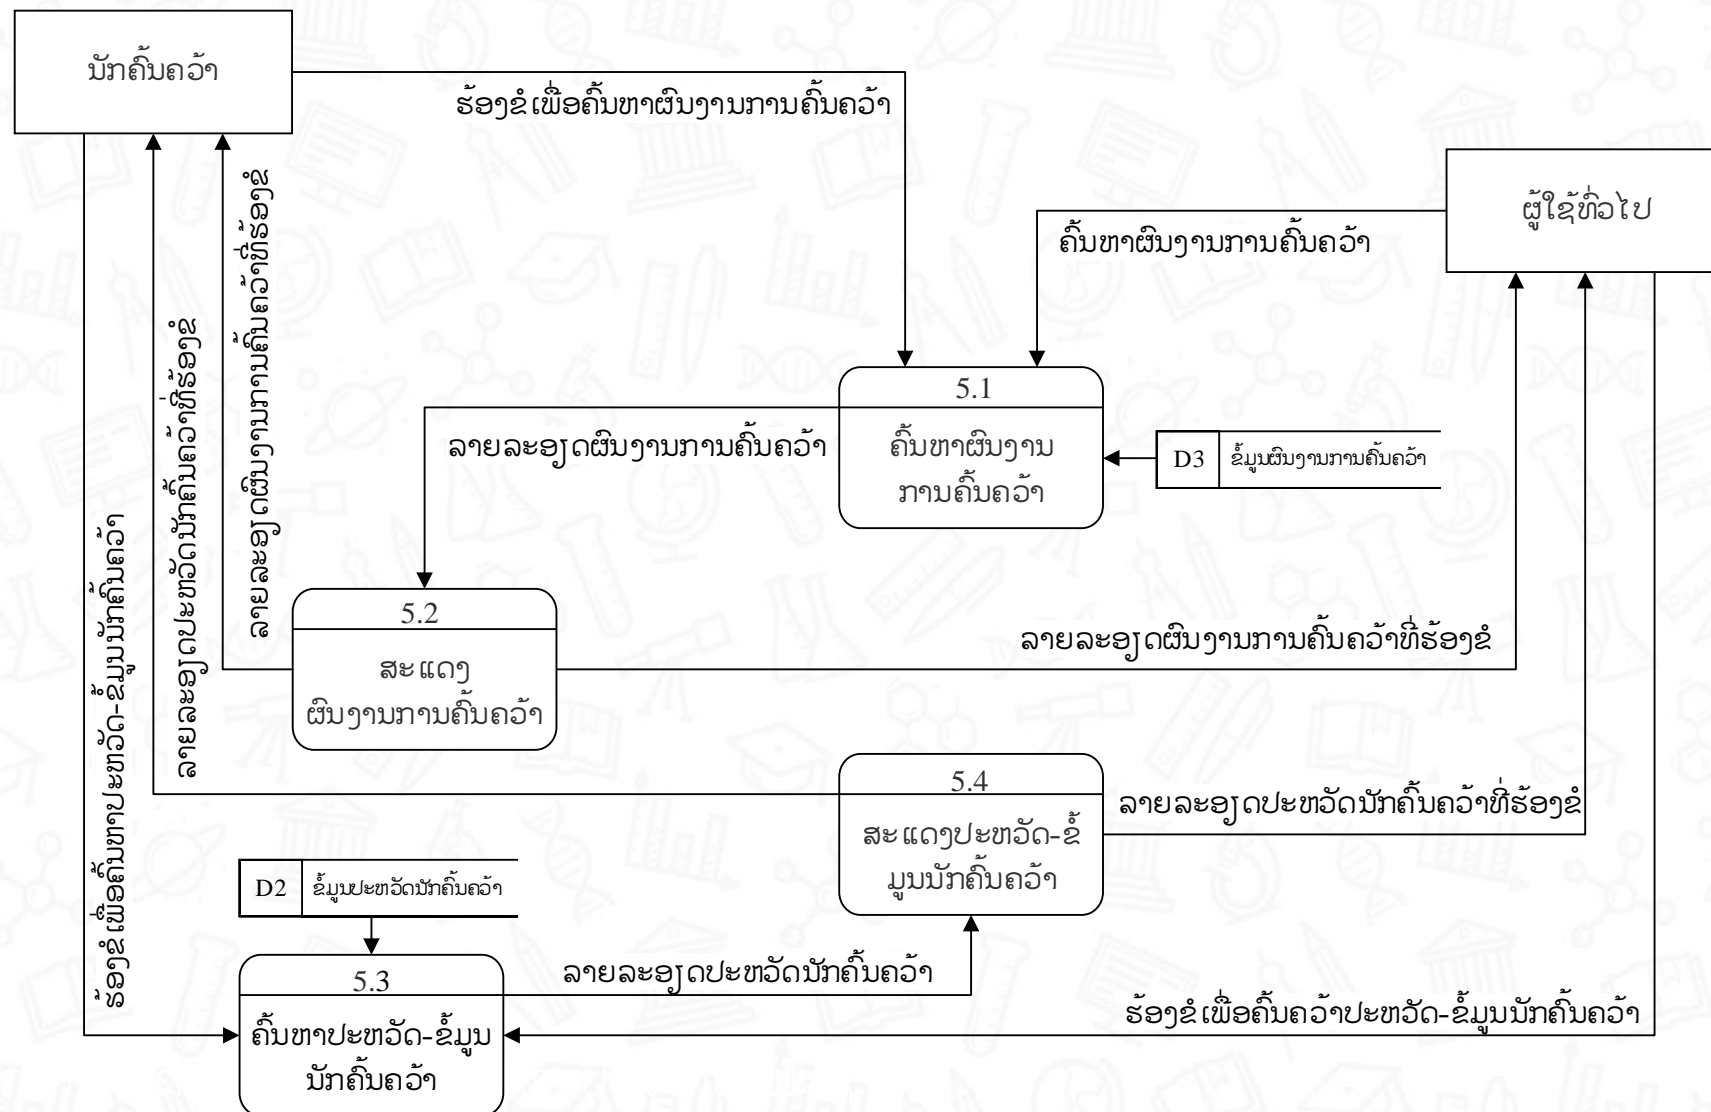 ນັກຄົ້ນຄວ້າ
ຮ້ອງຂໍເພື່ອຄົ້ນຫາຜົນງານການຄົ້ນຄວ້າ
ຜູ້ໃຊ້ທົ່ວໄປ
ຄົ້ນຫາຜົນງານການຄົ້ນຄວ້າ
ລາຍລະອຽດຜົນງານການຄົ້ນຄວ້າທີ່ຮ້ອງຂໍ
ລາຍລະອຽດປະຫວັດນັກຄົ້ນຄວ້າທີ່ຮ້ອງຂໍ
ຮ້ອງຂໍເພື່ອຄົ້ນຫາປະຫວັດ-ຂໍ້ມູນນັກຄົ້ນຄວ້າ
5.1
ຄົ້ນຫາຜົນງານ
ການຄົ້ນຄວ້າ
D3
ຂໍ້ມູນຜົນງານການຄົ້ນຄວ້າ
ລາຍລະອຽດຜົນງານການຄົ້ນຄວ້າ
5.2
ສະແດງ
ຜົນງານການຄົ້ນຄວ້າ
ລາຍລະອຽດຜົນງານການຄົ້ນຄວ້າທີ່ຮ້ອງຂໍ
5.4
ສະແດງປະຫວັດ-ຂໍ້
ມູນນັກຄົ້ນຄວ້າ
ລາຍລະອຽດປະຫວັດນັກຄົ້ນຄວ້າທີ່ຮ້ອງຂໍ
D2
ຂໍ້ມູນປະຫວັດນັກຄົ້ນຄວ້າ
5.3
ຄົ້ນຫາປະຫວັດ-ຂໍ້ມູນ
ນັກຄົ້ນຄວ້າ
ລາຍລະອຽດປະຫວັດນັກຄົ້ນຄວ້າ
ຮ້ອງຂໍເພື່ອຄົ້ນຄວ້າປະຫວັດ-ຂໍ້ມູນນັກຄົ້ນຄວ້າ